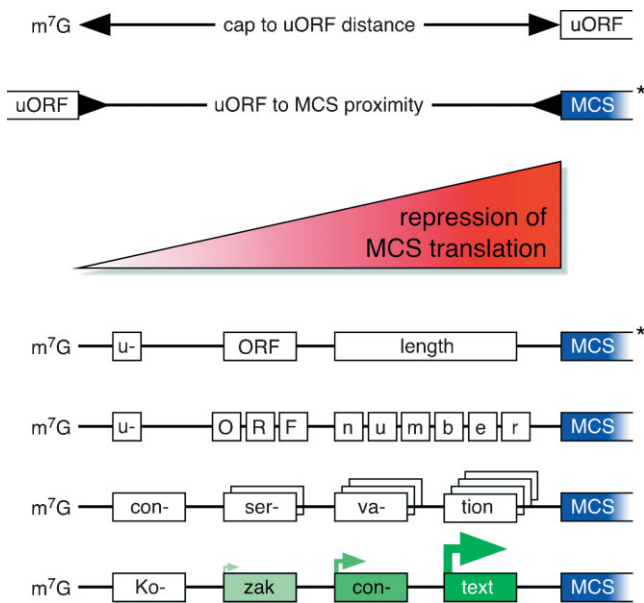 m⁷G cap to uORF distance uORF
uORF uORF to MCS proximity MCS *
repression of
MCS translation
m⁷G u- ORF length MCS *
m⁷G u- O R F n u m b e r MCS
m⁷G con- ser- va- tion MCS
m⁷G Ko- zak con- text MCS